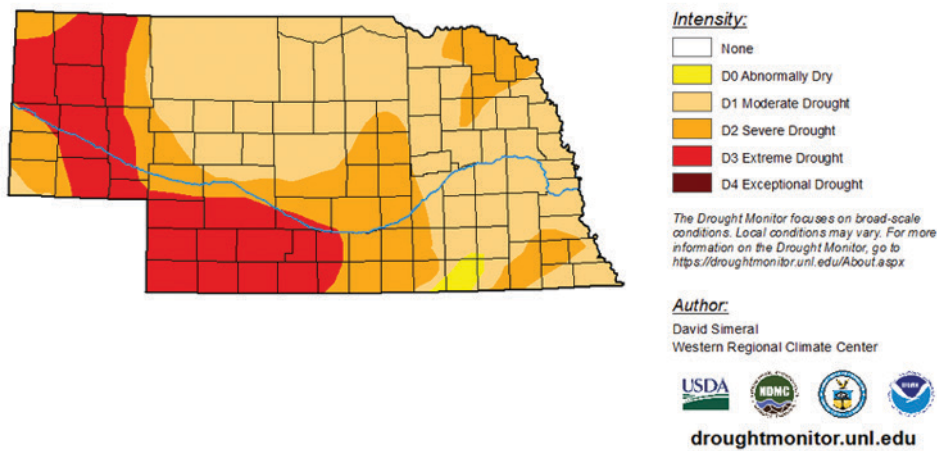 Intensity:
None
D0 Abnormally Dry
D1 Moderate Drought
D2 Severe Drought
D3 Extreme Drought
D4 Exceptional Drought
The Drought Monitor focuses on broad-scale
conditions. Local conditions may vary. For more
information on the Drought Monitor, go to
https://droughtmonitor.unl.edu/About.aspx
Author:
David Simeral
Western Regional Climate Center
USDA
NDMC
droughtmonitor.unl.edu